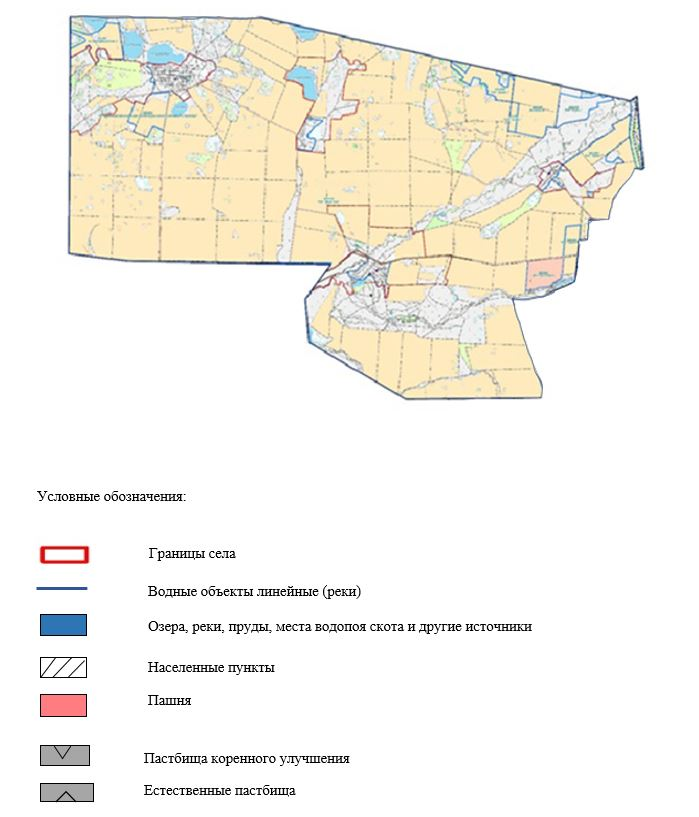 Условные обозначения:
Границы села
Водные объекты линейные (реки)
Озера, реки, пруды, места водопоя скота и другие источники
Населенные пункты
Пашня
Пастбища коренного улучшения
Естественные пастбища